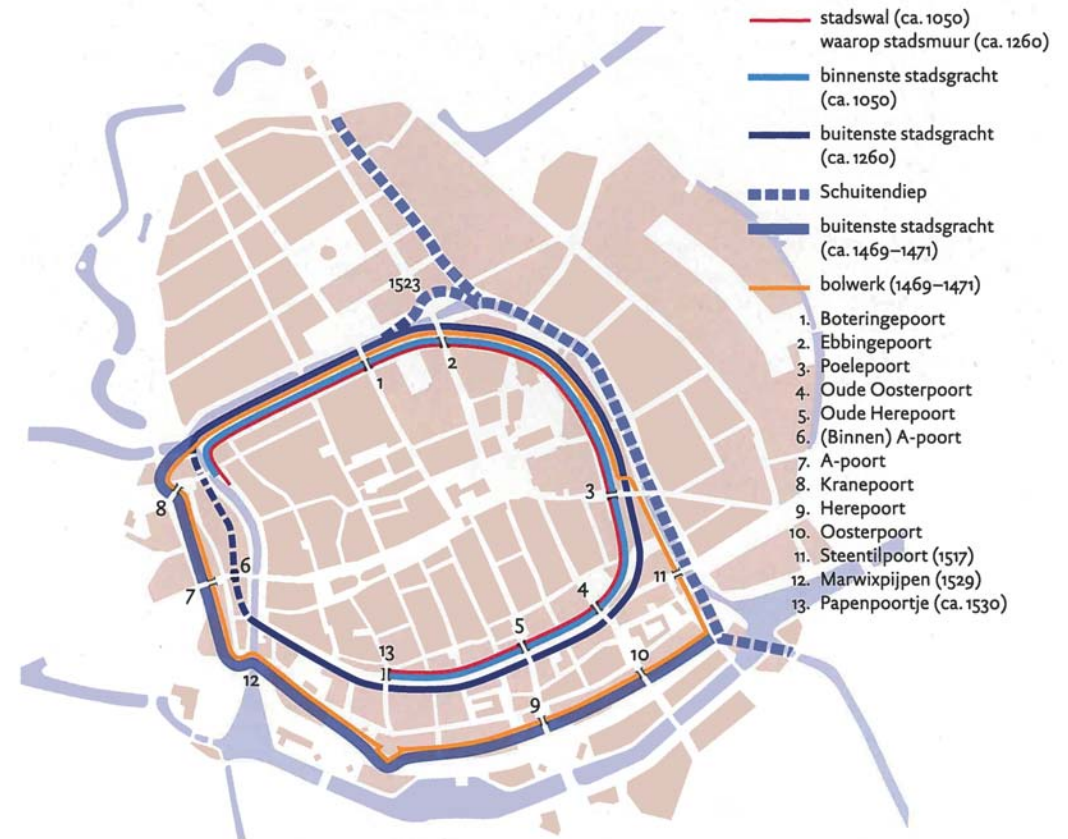 stadswal (ca. 1050)
waarop stadsmuur (ca. 1260)
binnenste stadsgracht
(ca. 1050)
buitenste stadsgracht
(ca. 1260)
Schuitendiep
buitenste stadsgracht
(ca. 1469–1471)
bolwerk (1469–1471)
1. Boteringepoort
2. Ebbingepoort
3. Poelepoort
4. Oude Oosterpoort
5. Oude Herepoort
6. (Binnen) A-poort
7. A-poort
8. Kranepoort
9. Herepoort
10. Oosterpoort
11. Steentilpoort (1517)
12. Marwixpijpen (1529)
13. Papenpoortje (ca. 1530)
1523
1
2
3
8
6
7
11
4
5
13
10
12
9